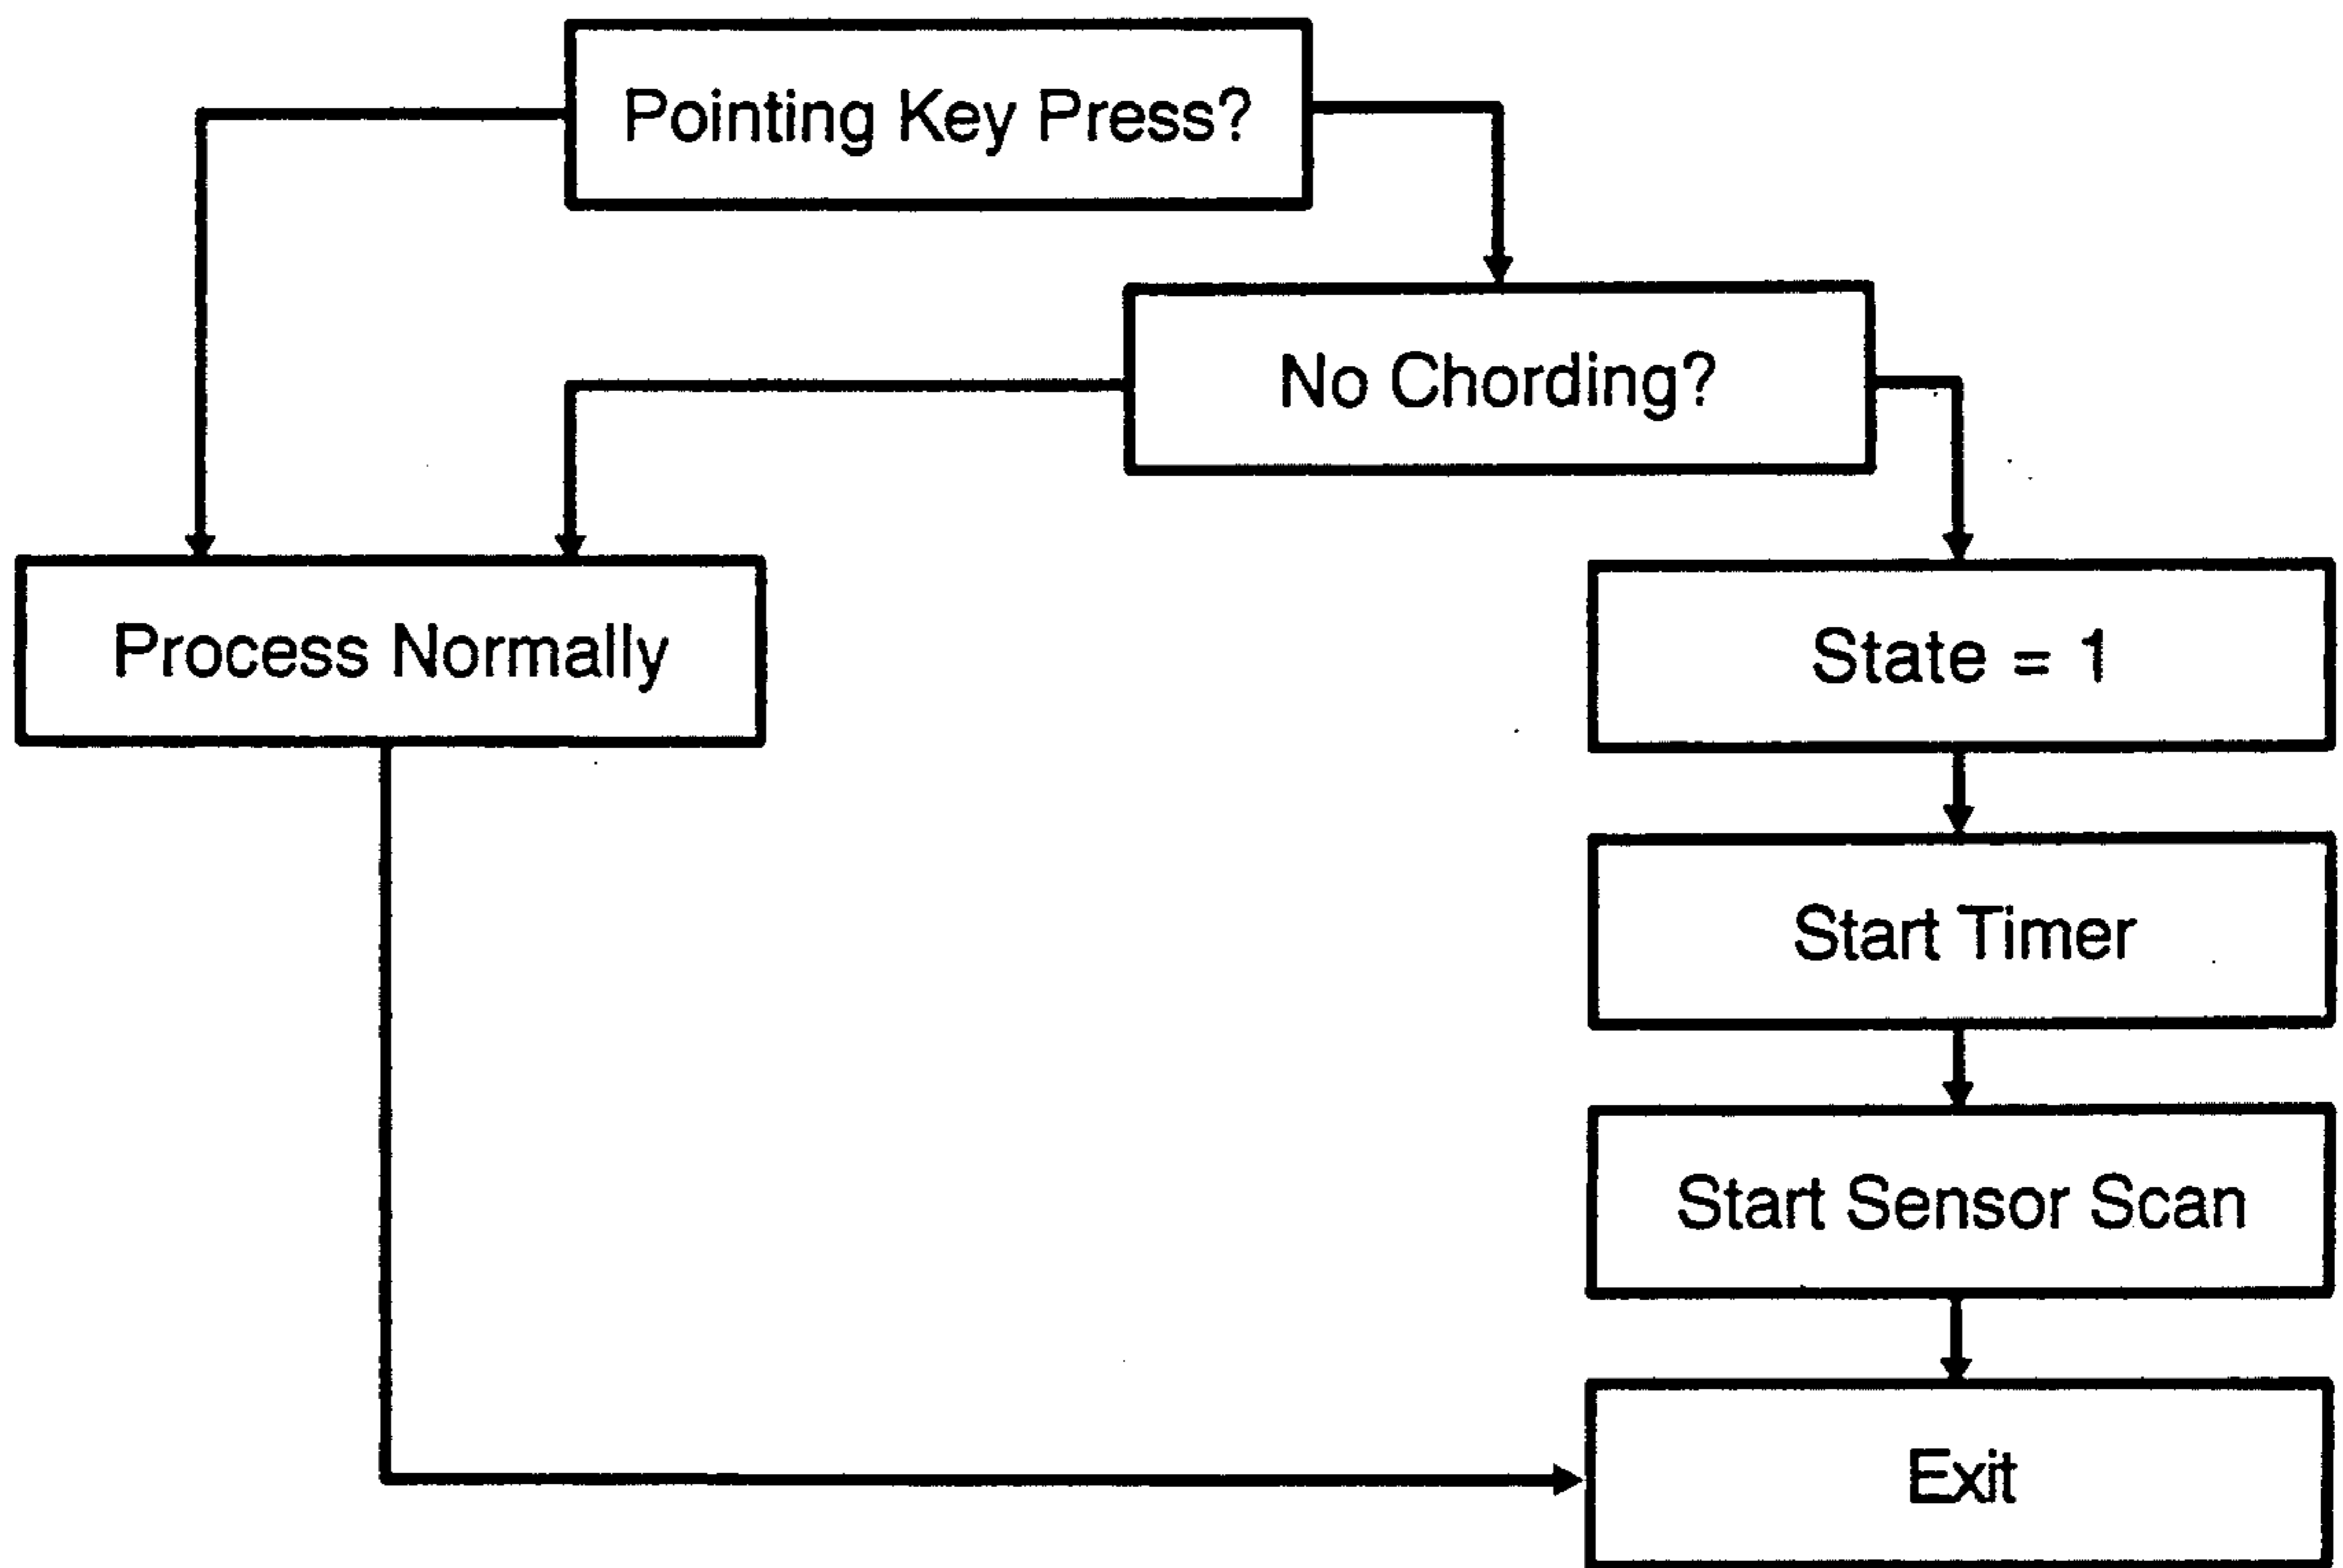 Pointing Key Press?
No Chording?
Process Normally
State = 1
Start Timer
Start Sensor Scan
Exit